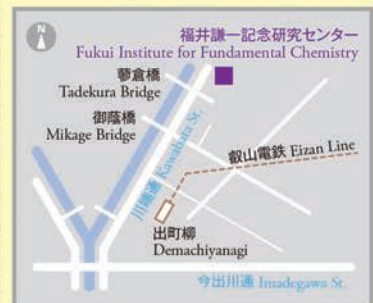 N
福井謙一記念研究センター
Fukui Institute for Fundamental Chemistry
蓼倉橋
Tadekura Bridge
御蔭橋
Mikage Bridge
川端通 Kawabata St.
叡山電鉄 Eizan Line
出町柳
Demachiyanagi
今出川通 Imadegawa St.